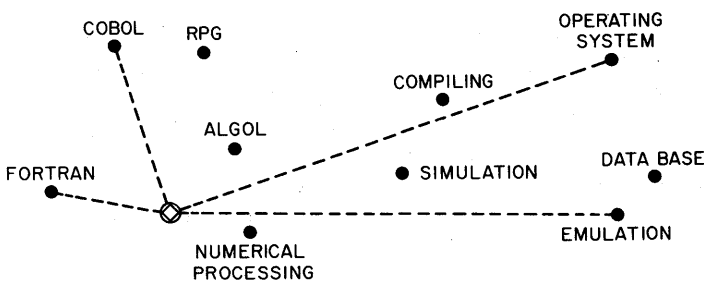 COBOL
RPG
OPERATING
SYSTEM
COMPILING
ALGOL
FORTRAN
SIMULATION
DATA BASE
EMULATION
NUMERICAL
PROCESSING